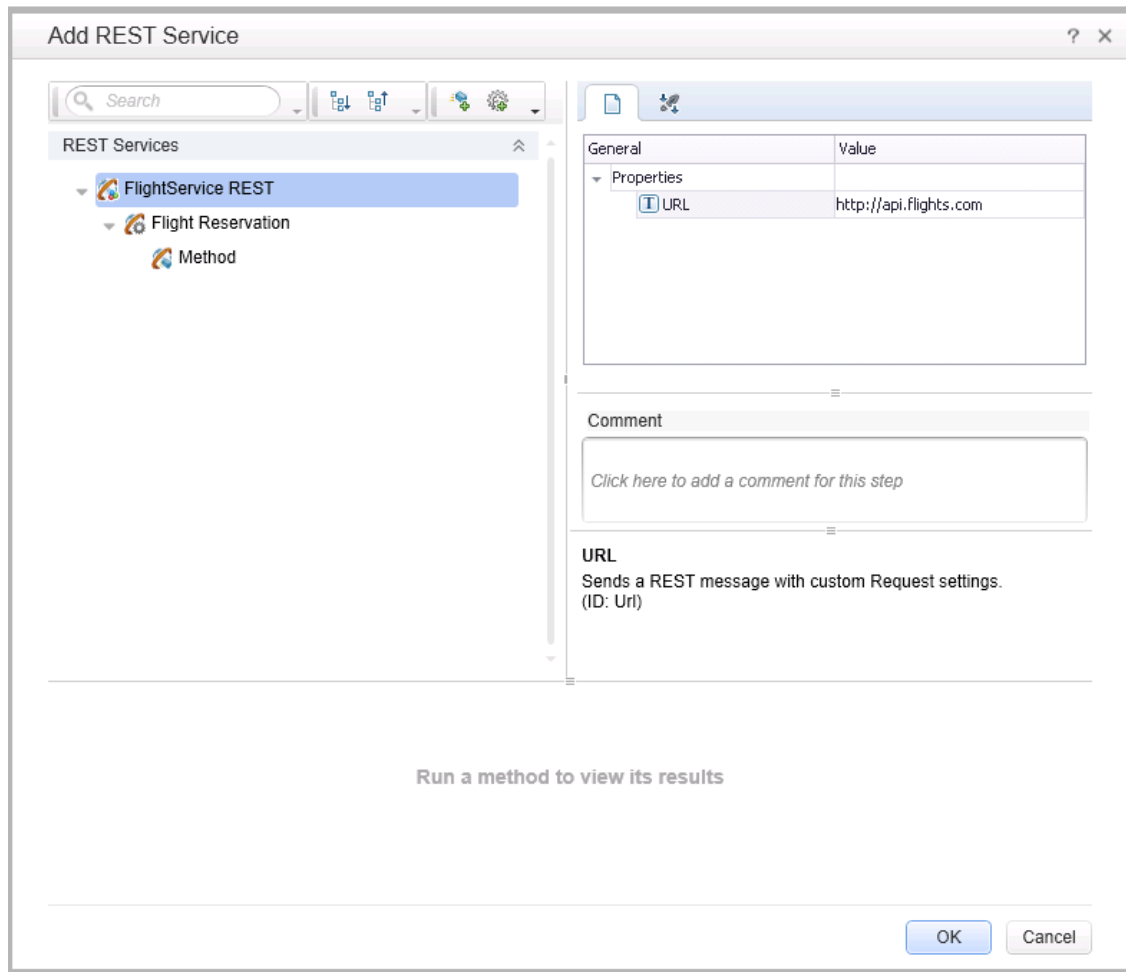 Add REST Service
?
Search
REST Services
FlightService REST
Flight Reservation
Method
General Value
Properties
T URL http://api.flights.com
Comment
Click here to add a comment for this step
URL
Sends a REST message with custom Request settings.
(ID: Url)
Run a method to view its results
OK Cancel